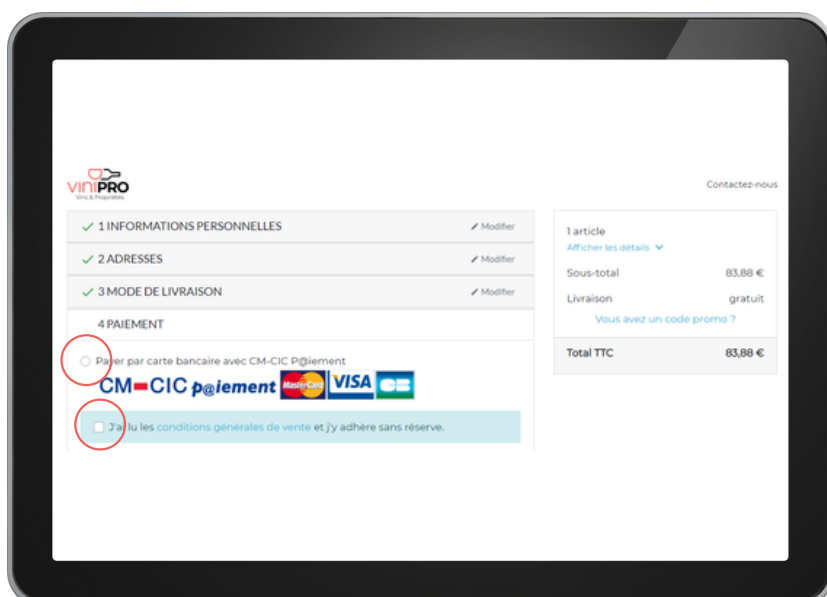 VINIPRO
Vins & Propriétés
Contactez-nous
1 INFORMATIONS PERSONNELLES
Modifier
2 ADRESSES
Modifier
3 MODE DE LIVRAISON
Modifier
4 PAIEMENT
Payer par carte bancaire avec CM-CIC P@iement
CM-CIC p@iement MasterCard VISA CB
J'ai lu les conditions générales de vente et j'y adhère sans réserve.
1 article
Afficher les détails
Sous-total 83,88 €
Livraison gratuit
Vous avez un code promo ?
Total TTC 83,88 €